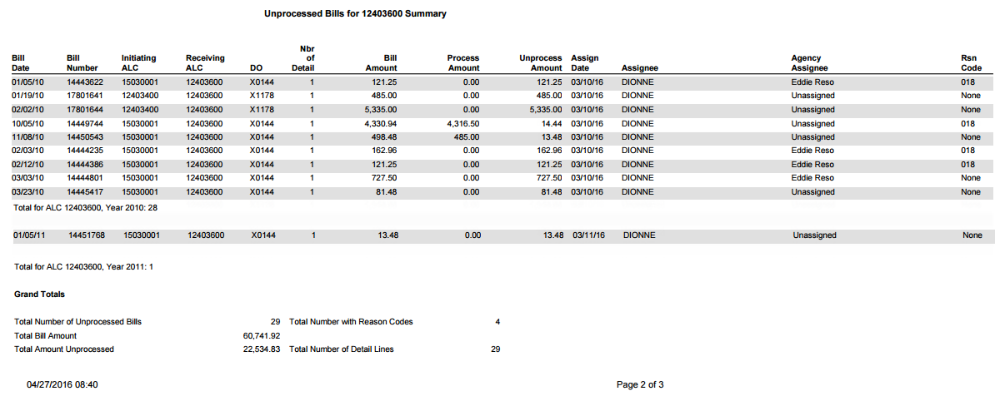 Unprocessed Bills for 12403600 Summary
Bill Date Bill Number Initiating ALC Receiving ALC DO Nbr of Detail Bill Amount Process Amount Unprocess Amount Assign Date Assignee Agency Assignee Rsn Code
01/05/10 14443622 15030001 12403600 X0144 1 121.25 0.00 121.25 03/10/16 DIONNE Eddie Reso 018
01/19/10 17801641 12403400 12403600 X1178 1 485.00 0.00 485.00 03/10/16 DIONNE Unassigned None
02/02/10 17801644 12403400 12403600 X1178 1 5,335.00 0.00 5,335.00 03/10/16 DIONNE Unassigned None
10/05/10 14449744 15030001 12403600 X0144 1 4,330.94 4,316.50 14.44 03/10/16 DIONNE Unassigned 018
11/08/10 14450543 15030001 12403600 X0144 1 498.48 485.00 13.48 03/10/16 DIONNE Unassigned None
02/03/10 14444235 15030001 12403600 X0144 1 162.96 0.00 162.96 03/10/16 DIONNE Eddie Reso 018
02/12/10 14444386 15030001 12403600 X0144 1 121.25 0.00 121.25 03/10/16 DIONNE Eddie Reso 018
03/03/10 14444801 15030001 12403600 X0144 1 727.50 0.00 727.50 03/10/16 DIONNE Eddie Reso None
03/23/10 14445417 15030001 12403600 X0144 1 81.48 0.00 81.48 03/10/16 DIONNE Unassigned None
Total for ALC 12403600, Year 2010: 28
01/05/11 14451768 15030001 12403600 X0144 1 13.48 0.00 13.48 03/11/16 DIONNE Unassigned None
Total for ALC 12403600, Year 2011: 1
Grand Totals
Total Number of Unprocessed Bills 29 Total Number with Reason Codes 4
Total Bill Amount 60,741.92
Total Amount Unprocessed 22,534.83 Total Number of Detail Lines 29
04/27/2016 08:40 Page 2 of 3